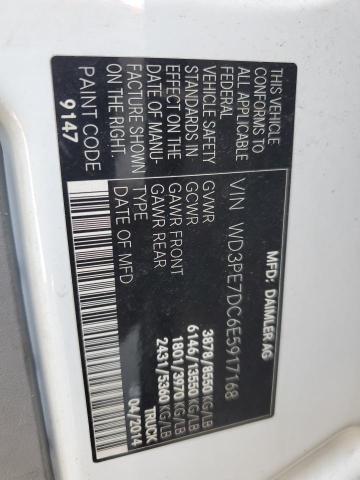 MFD. DAIMLER AG
VIN WD3PE7DC6E5917168
GVWR 3878/8550 KG/LB
GCWR 6146/13550 KG/LB
GAWR FRONT 1801/3970 KG/LB
GAWR REAR 2431/5360 KG/LB
TRUCK
DATE OF MFD 04/2014
THIS VEHICLE
CONFORMS TO
ALL APPLICABLE
FEDERAL
VEHICLE SAFETY
STANDARDS IN
EFFECT ON THE
DATE OF MANU-
FACTURE SHOWN
ON THE RIGHT.
PAINT CODE
9147